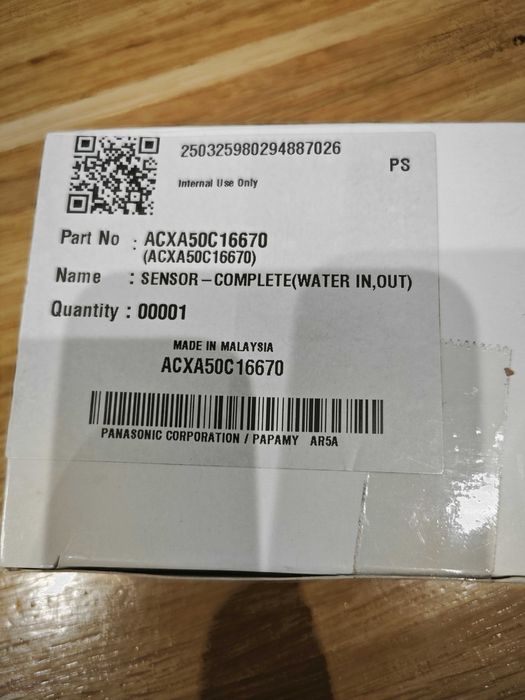 250325980294887026
PS
Internal Use Only
Part No : ACXA50C16670
(ACXA50C16670)
Name : SENSOR-COMPLETE(WATER IN,OUT)
Quantity : 00001
MADE IN MALAYSIA
ACXA50C16670
PANASONIC CORPORATION / PAPAMY AR5A